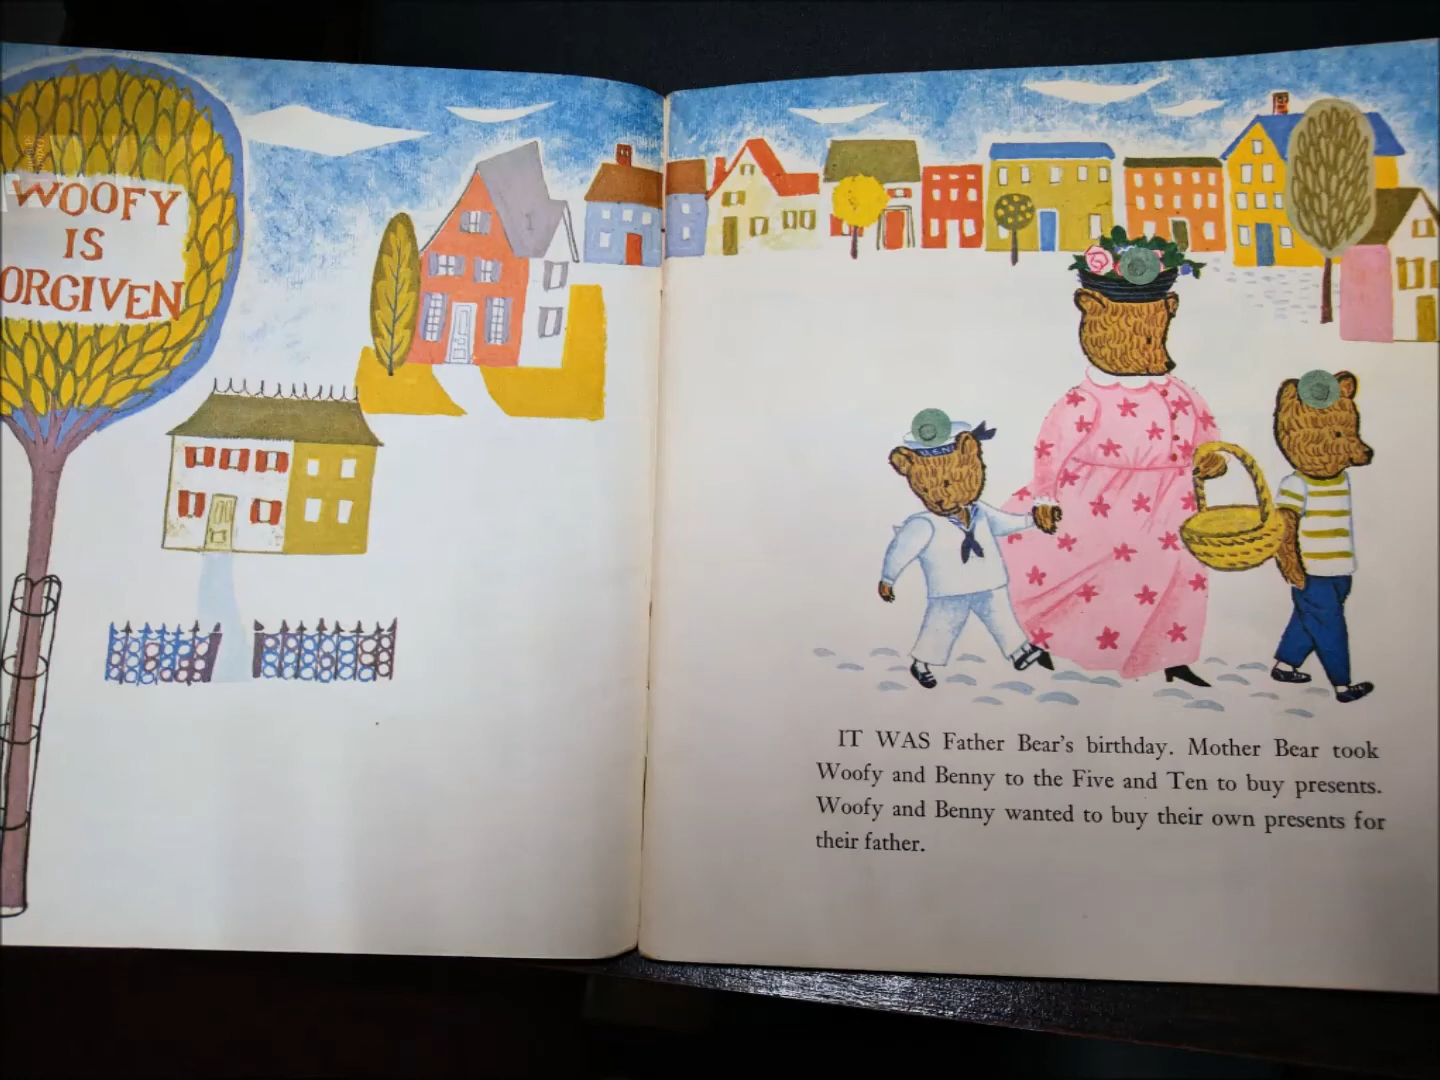 WOOFY
IS
ORGIVEN
IT WAS Father Bear's birthday. Mother Bear took
Woofy and Benny to the Five and Ten to buy presents.
Woofy and Benny wanted to buy their own presents for
their father.